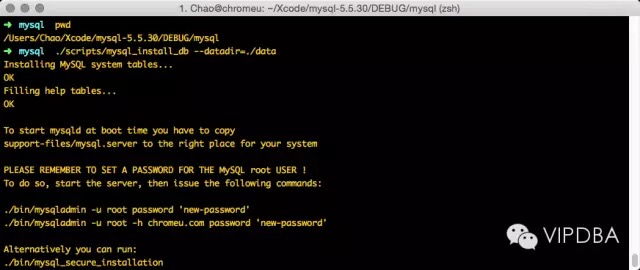 1. Chao@chromeu: ~/Xcode/mysql-5.5.30/DEBUG/mysql (zsh)
➜ mysql pwd
/Users/Chao/Xcode/mysql-5.5.30/DEBUG/mysql
➜ mysql ./scripts/mysql_install_db --datadir=./data
Installing MySQL system tables...
OK
Filling help tables...
OK
To start mysqld at boot time you have to copy
support-files/mysql.server to the right place for your system
PLEASE REMEMBER TO SET A PASSWORD FOR THE MySQL root USER !
To do so, start the server, then issue the following commands:
./bin/mysqladmin -u root password 'new-password'
./bin/mysqladmin -u root -h chromeu.com password 'new-password'
Alternatively you can run:
./bin/mysql_secure_installation
VIPDBA